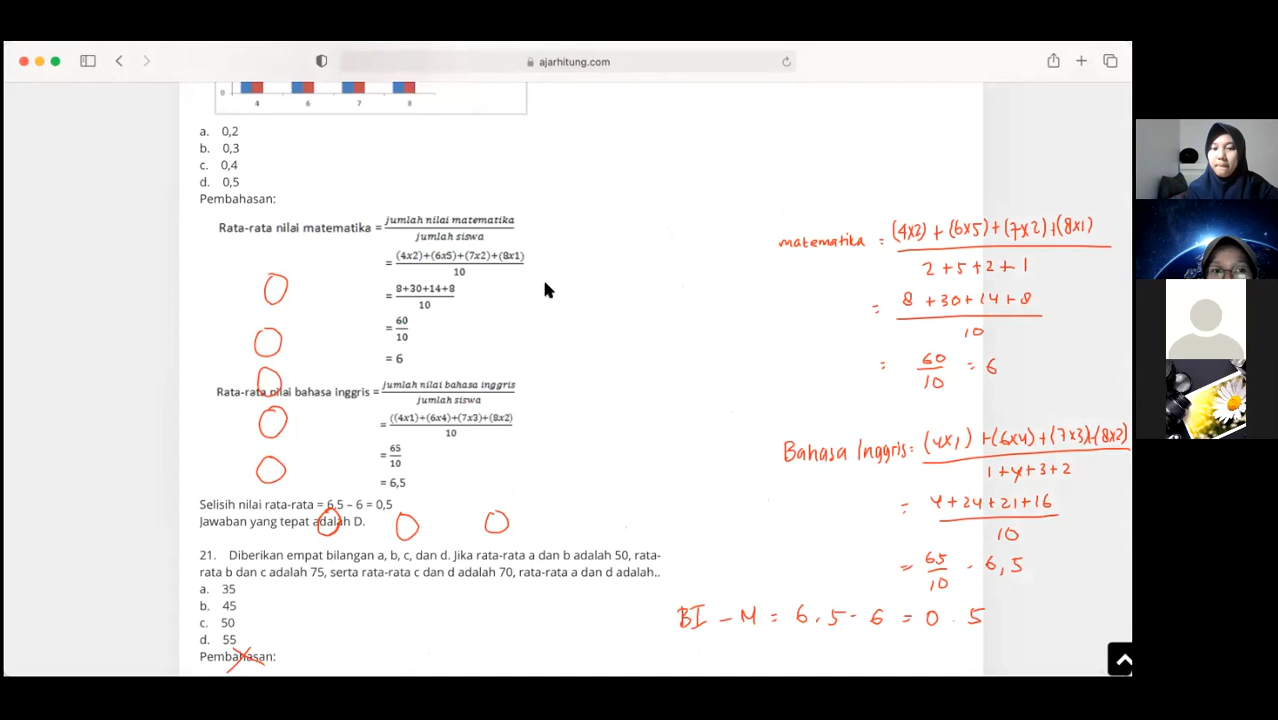 ajarhitung.com
0
4 6 7 8
a. 0,2
b. 0,3
c. 0,4
d. 0,5
Pembahasan:
Rata-rata nilai matematika = jumlah nilai matematika / jumlah siswa
= (4x2)+(6x5)+(7x2)+(8x1) / 10
= 8+30+14+8 / 10
= 60 / 10
= 6
Rata-rata nilai bahasa inggris = jumlah nilai bahasa inggris / jumlah siswa
= ((4x1)+(6x4)+(7x3)+(8x2) / 10
= 65 / 10
= 6,5
Selisih nilai rata-rata = 6,5 – 6 = 0,5
Jawaban yang tepat adalah D.
21. Diberikan empat bilangan a, b, c, dan d. Jika rata-rata a dan b adalah 50, rata-
rata b dan c adalah 75, serta rata-rata c dan d adalah 70, rata-rata a dan d adalah..
a. 35
b. 45
c. 50
d. 55
Pembahasan:
matematika = (4x2) + (6x5) + (7x2) + (8x1) / 2 + 5 + 2 + 1
= 8 + 30 + 14 + 8 / 10
= 60 / 10 = 6
Bahasa Inggris = (4x1) + (6x4) + (7x3) + (8x2) / 1 + 4 + 3 + 2
= 4 + 24 + 21 + 16 / 10
= 65 / 10 = 6,5
BI - M = 6,5 - 6 = 0.5